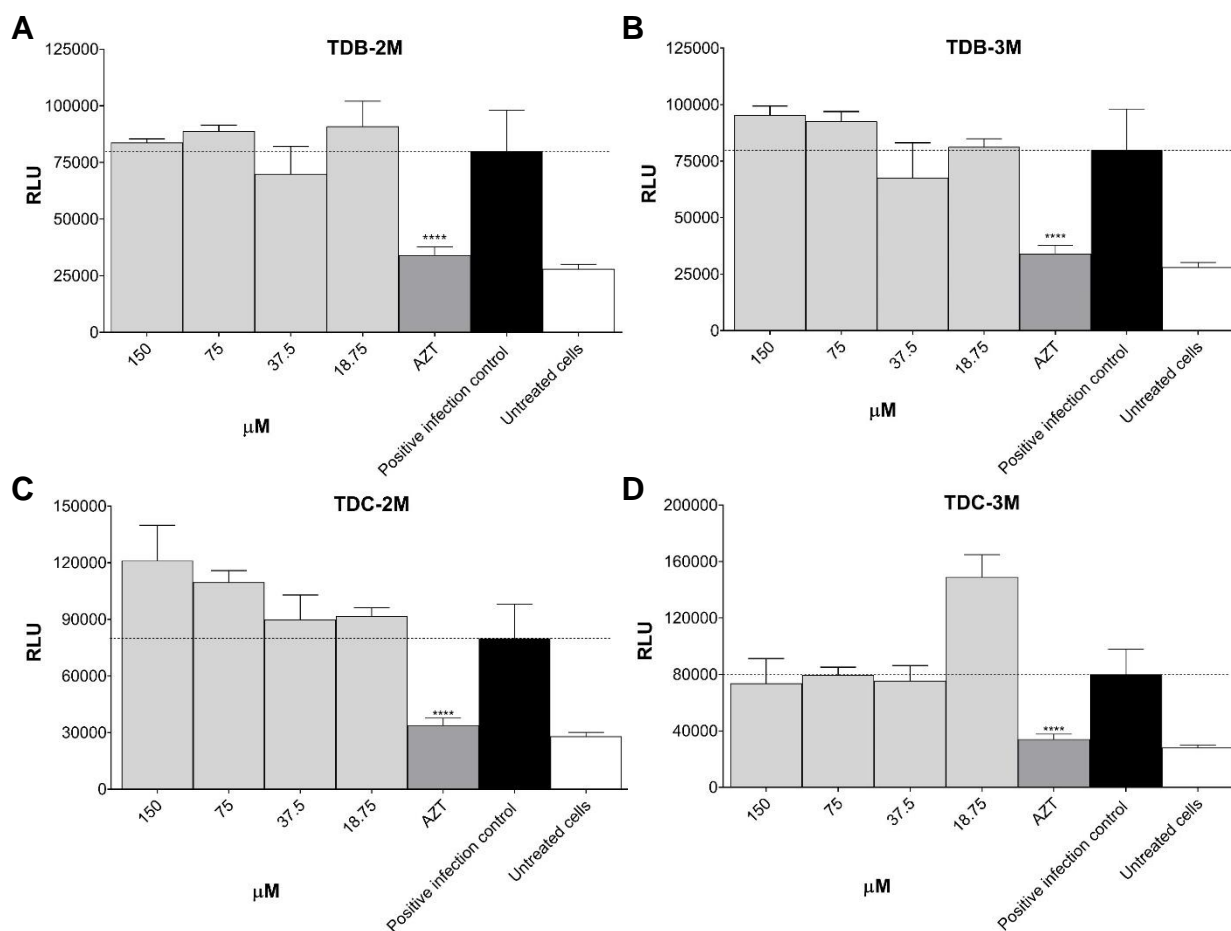 A
TDB-2M
125000
100000
75000
50000
25000
0
RLU
****
150
75
37.5
18.75
AZT
Positive infection control
Untreated cells
μM
B
TDB-3M
125000
100000
75000
50000
25000
0
RLU
****
150
75
37.5
18.75
AZT
Positive infection control
Untreated cells
μM
C
TDC-2M
150000
120000
90000
60000
30000
0
RLU
****
150
75
37.5
18.75
AZT
Positive infection control
Untreated cells
μM
D
TDC-3M
200000
160000
120000
80000
40000
0
RLU
****
150
75
37.5
18.75
AZT
Positive infection control
Untreated cells
μM